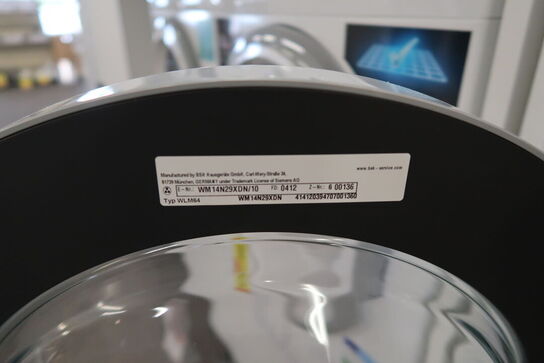 Manufactured by BSH Hausgeräte GmbH, Carl-Wery-Straße 34,
81739 München, GERMANY under Trademark License of Siemens AG
www.bsh - service.com
E-Nr.: WM14N29XDN/10 FD: 0412 Z-Nr.: 6 00136
Typ WLM64 WM14N29XDN 414120394707001360